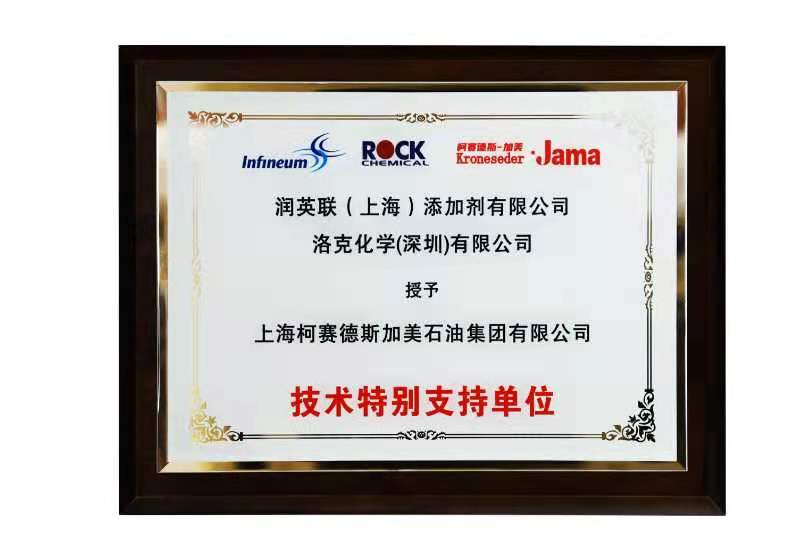 Infineum
ROCK
CHEMICAL
柯赛德斯-加美
Kroneseder
·Jama
润英联（上海）添加剂有限公司
洛克化学(深圳)有限公司
授予
上海柯赛德斯加美石油集团有限公司
技术特别支持单位